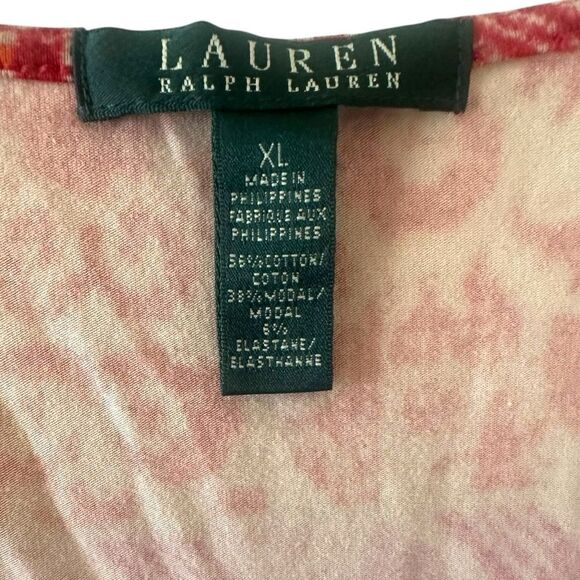 LAUREN
RALPH LAUREN
XL
MADE IN
PHILIPPINES
FABRIQUE AUX
PHILIPPINES
56%COTTON/
COTON
38%MODAL/
MODAL
6%
ELASTANE/
ELASTHANNE